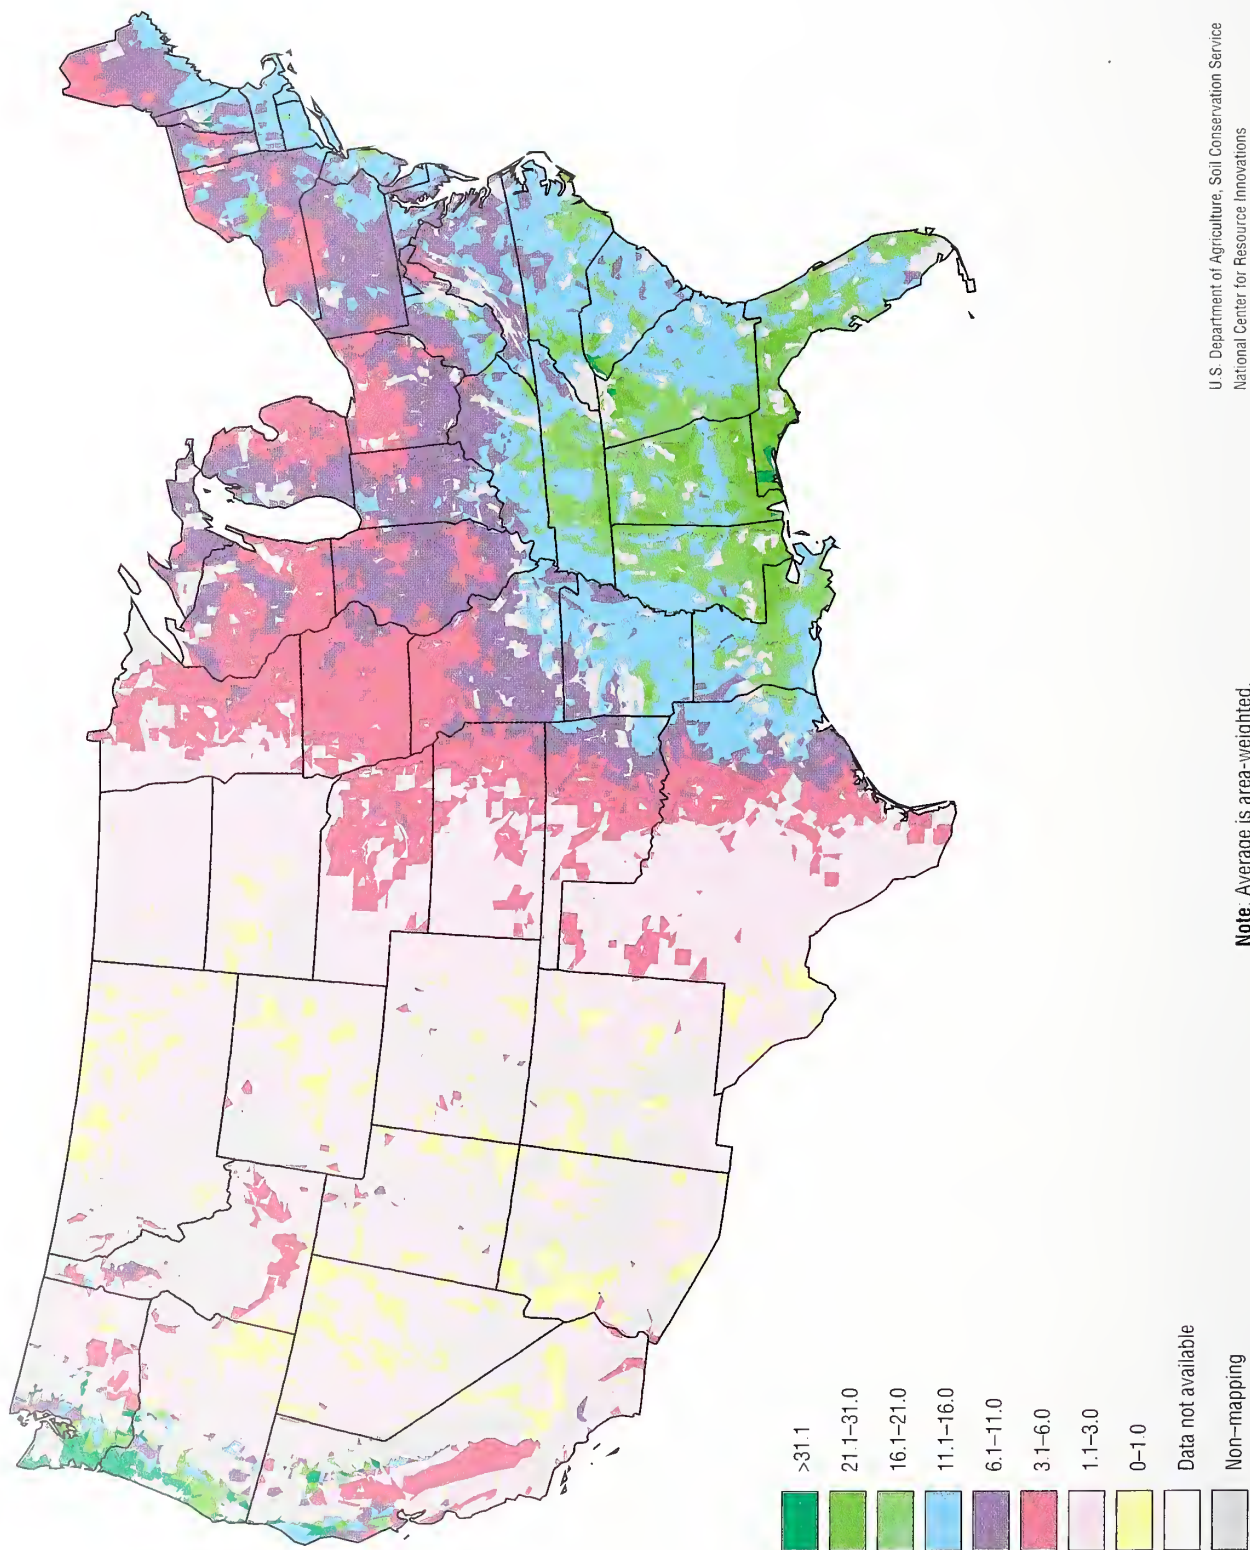 >31.1
21.1–31.0
16.1–21.0
11.1–16.0
6.1–11.0
3.1–6.0
1.1–3.0
0–1.0
Data not available
Non–mapping
Note: Average is area-weighted.
U.S. Department of Agriculture, Soil Conservation Service
National Center for Resource Innovations